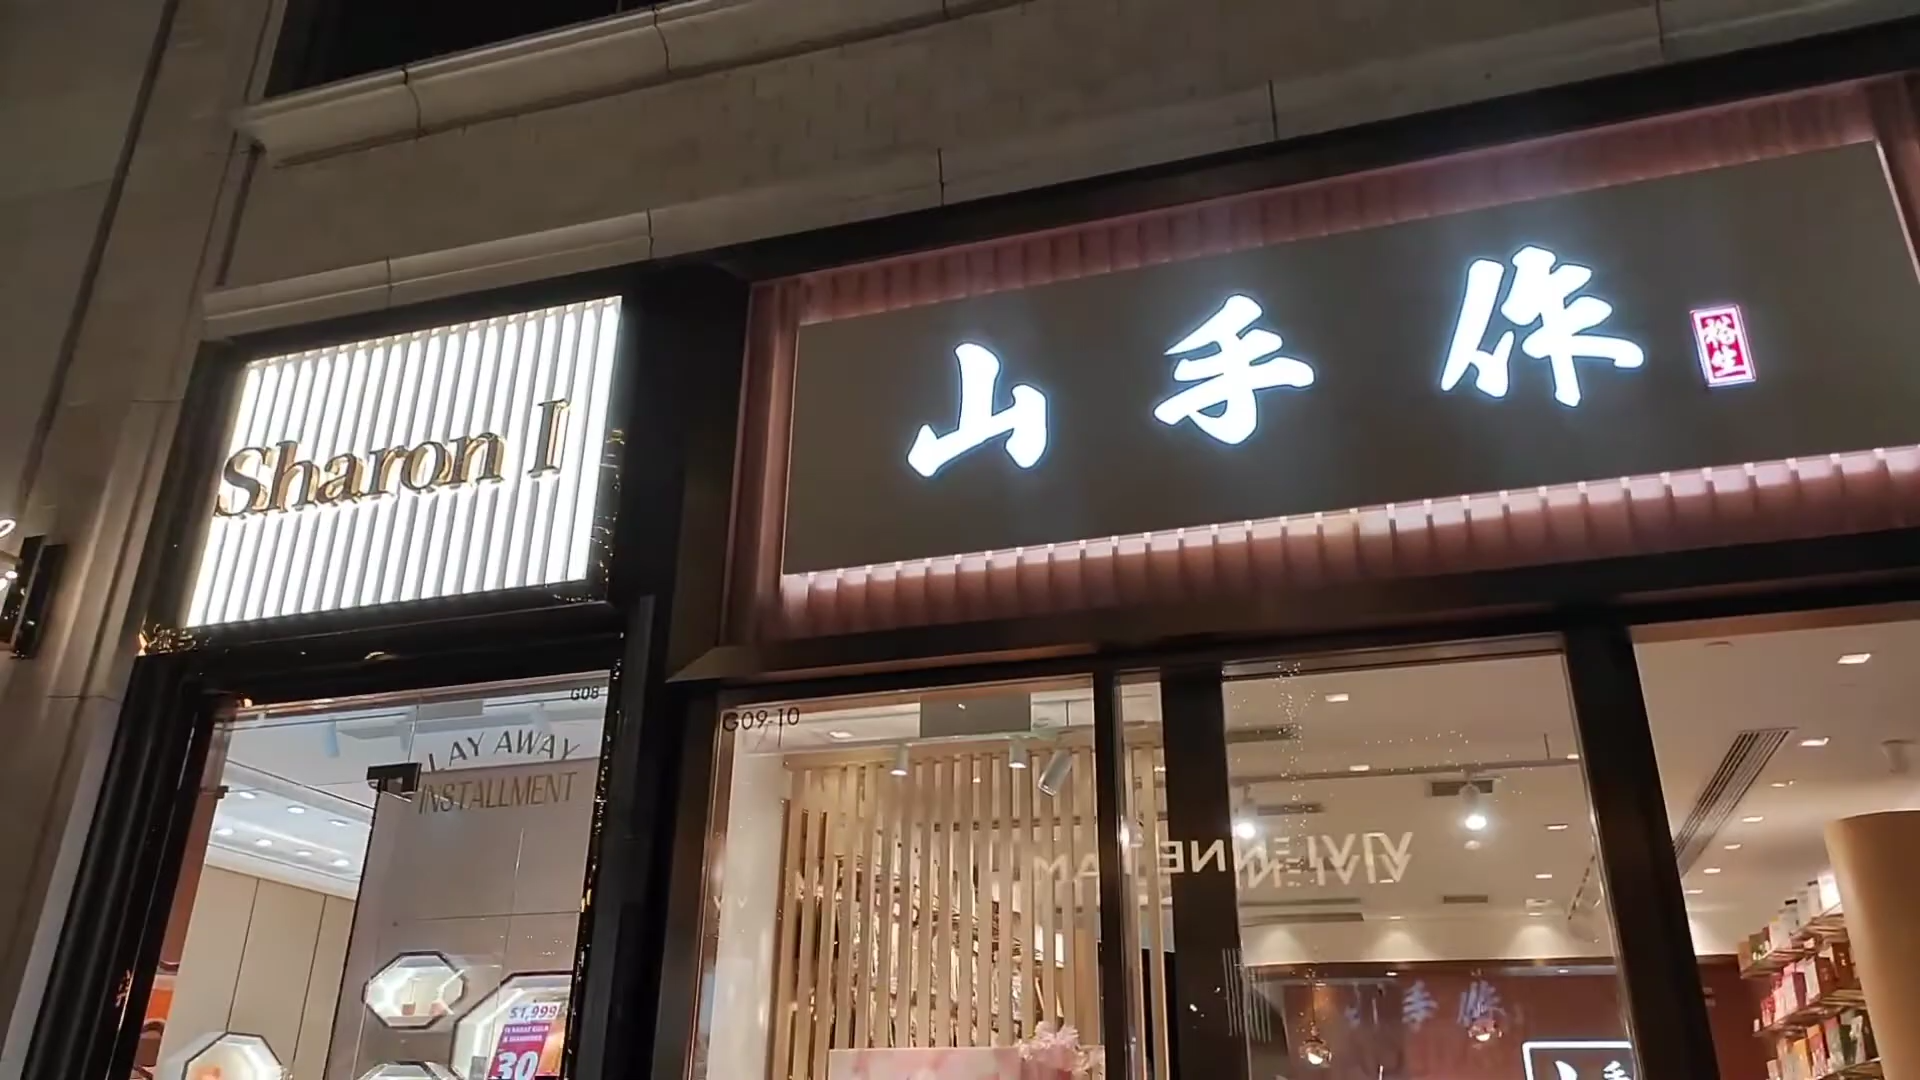 Sharon I
山手作
裕生
G08
LAY AWAY
INSTALLMENT
G09-10
VIVIENNE TAM
山手作
$1,999
30